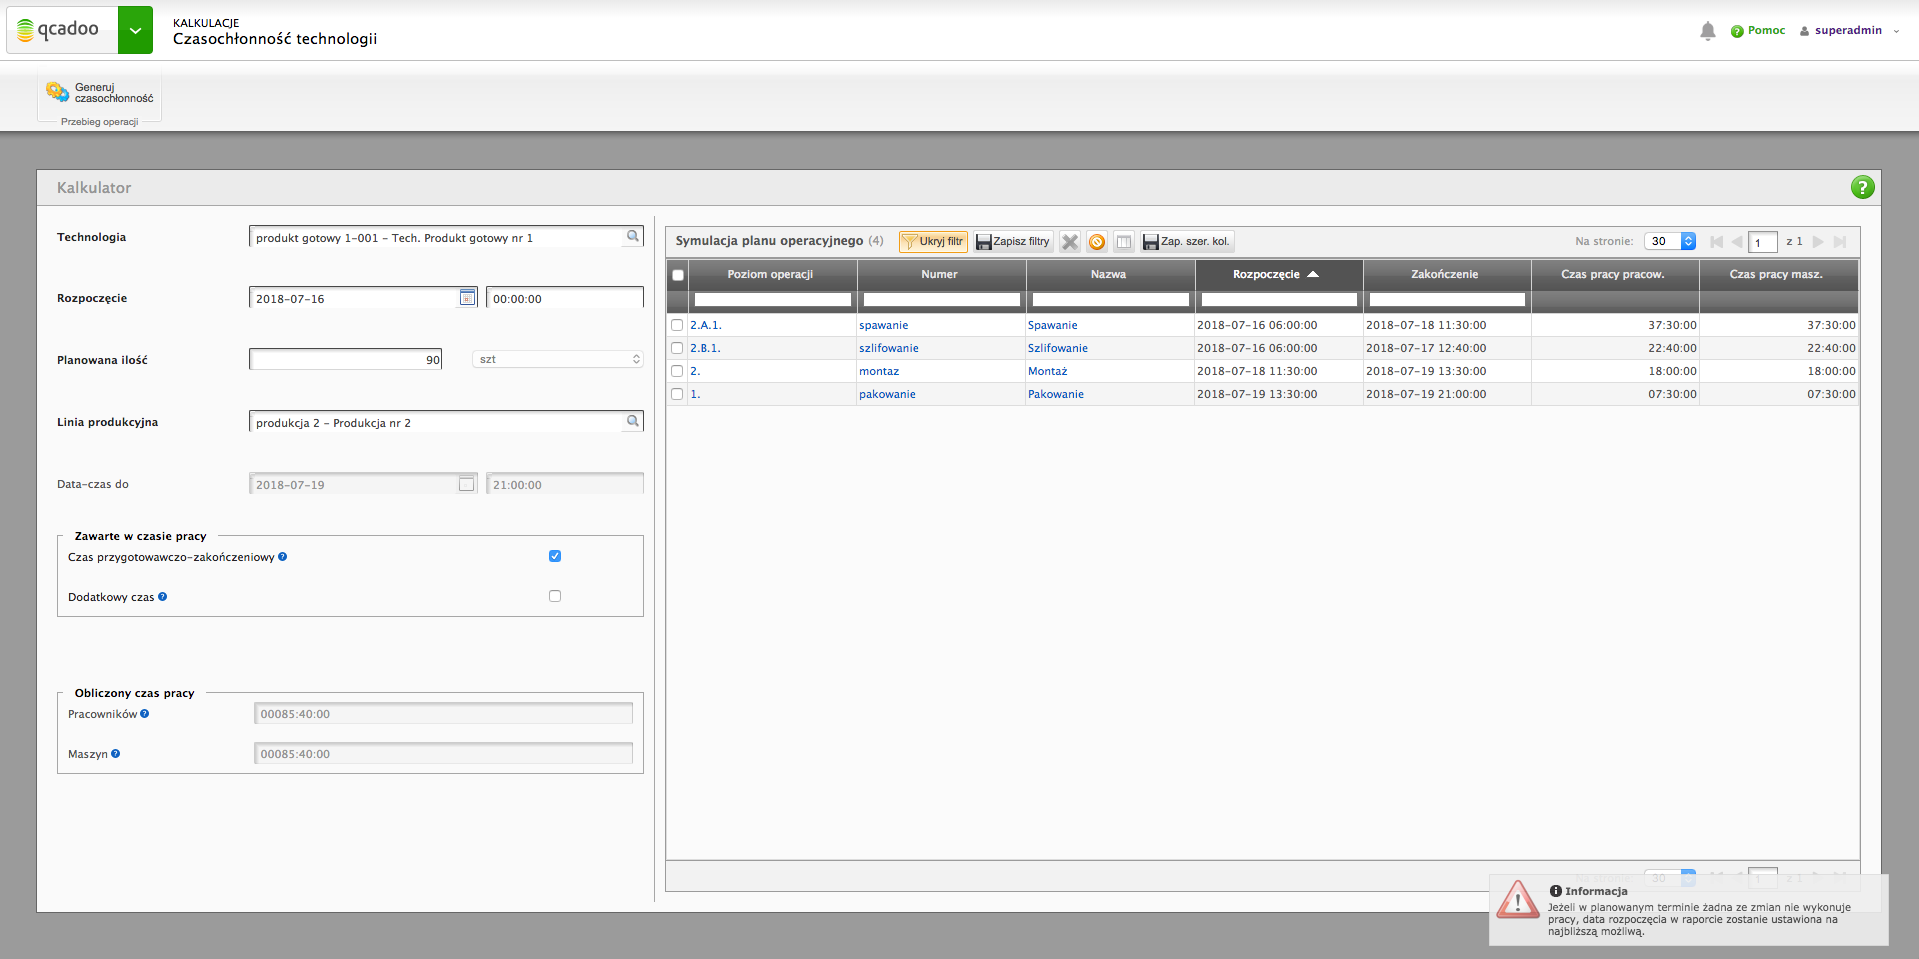 qcadoo
KALKULACJE
Czasochłonność technologii
Pomoc
superadmin
Generuj
czasochłonność
Przebieg operacji
Kalkulator
Technologia
produkt gotowy 1-001 - Tech. Produkt gotowy nr 1
Rozpoczęcie
2018-07-16
00:00:00
Planowana ilość
90
szt
Linia produkcyjna
produkcja 2 - Produkcja nr 2
Data-czas do
2018-07-19
21:00:00
Zawarte w czasie pracy
Czas przygotowawczo-zakończeniowy
Dodatkowy czas
Obliczony czas pracy
Pracowników
00085:40:00
Maszyn
00085:40:00
Symulacja planu operacyjnego (4)
Ukryj filtr
Zapisz filtry
Zap. szer. kol.
Na stronie:
30
1
z 1
Poziom operacji Numer Nazwa Rozpoczęcie Zakończenie Czas pracy pracow. Czas pracy masz.
2.A.1. spawanie Spawanie 2018-07-16 06:00:00 2018-07-18 11:30:00 37:30:00 37:30:00
2.B.1. szlifowanie Szlifowanie 2018-07-16 06:00:00 2018-07-17 12:40:00 22:40:00 22:40:00
2. montaz Montaż 2018-07-18 11:30:00 2018-07-19 13:30:00 18:00:00 18:00:00
1. pakowanie Pakowanie 2018-07-19 13:30:00 2018-07-19 21:00:00 07:30:00 07:30:00
Na stronie:
30
1
z 1
Informacja
Jeżeli w planowanym terminie żadna ze zmian nie wykonuje
pracy, data rozpoczęcia w raporcie zostanie ustawiona na
najbliższą możliwą.